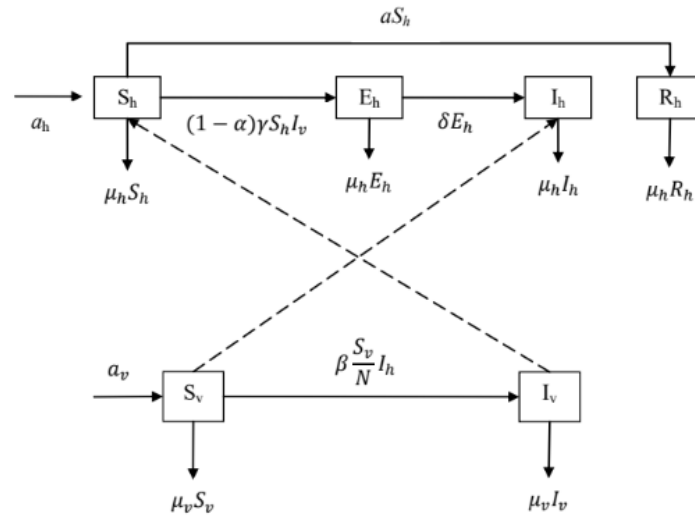 aS_h
S_h
E_h
I_h
R_h
a_h
(1 − α)γS_hI_v
δE_h
μ_hS_h
μ_hE_h
μ_hI_h
μ_hR_h
a_v
β S_v/N I_h
S_v
I_v
μ_vS_v
μ_vI_v